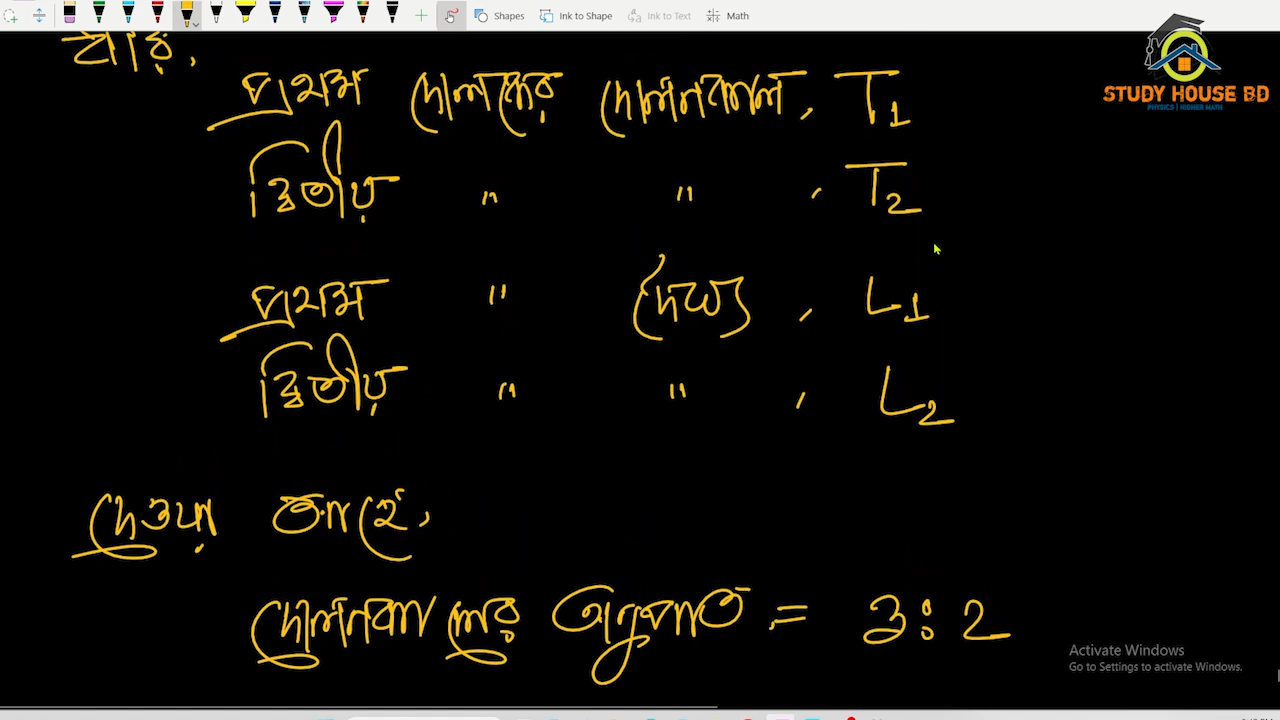 Shapes Ink to Shape Ink to Text Math
STUDY HOUSE BD
PHYSICS | HIGHER MATH
ধরি,
প্রথম দোলকের দোলনকাল, T1
দ্বিতীয় " " , T2
প্রথম " দৈর্ঘ্য , L1
দ্বিতীয় " " , L2
দেওয়া আছে,
দোলনকালের অনুপাত = 3:2
Activate Windows
Go to Settings to activate Windows.